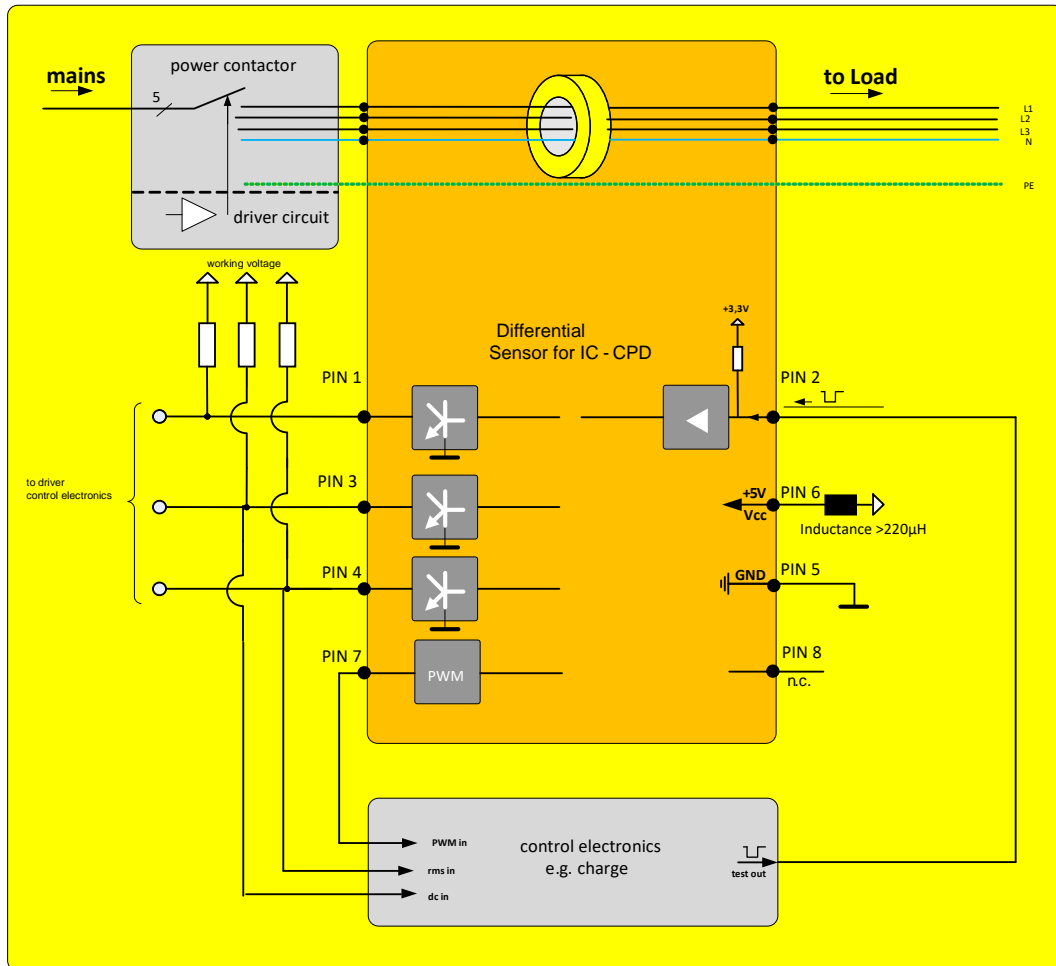 mains
power contactor
5
to Load
L1
L2
L3
N
PE
driver circuit
working voltage
+3,3V
Differential
Sensor for IC - CPD
PIN 1
PIN 2
to driver
control electronics
PIN 3
+5V
Vcc
PIN 6
Inductance >220µH
PIN 4
GND
PIN 5
PIN 7
PWM
PIN 8
n.c.
PWM in
rms in
dc in
control electronics
e.g. charge
test out